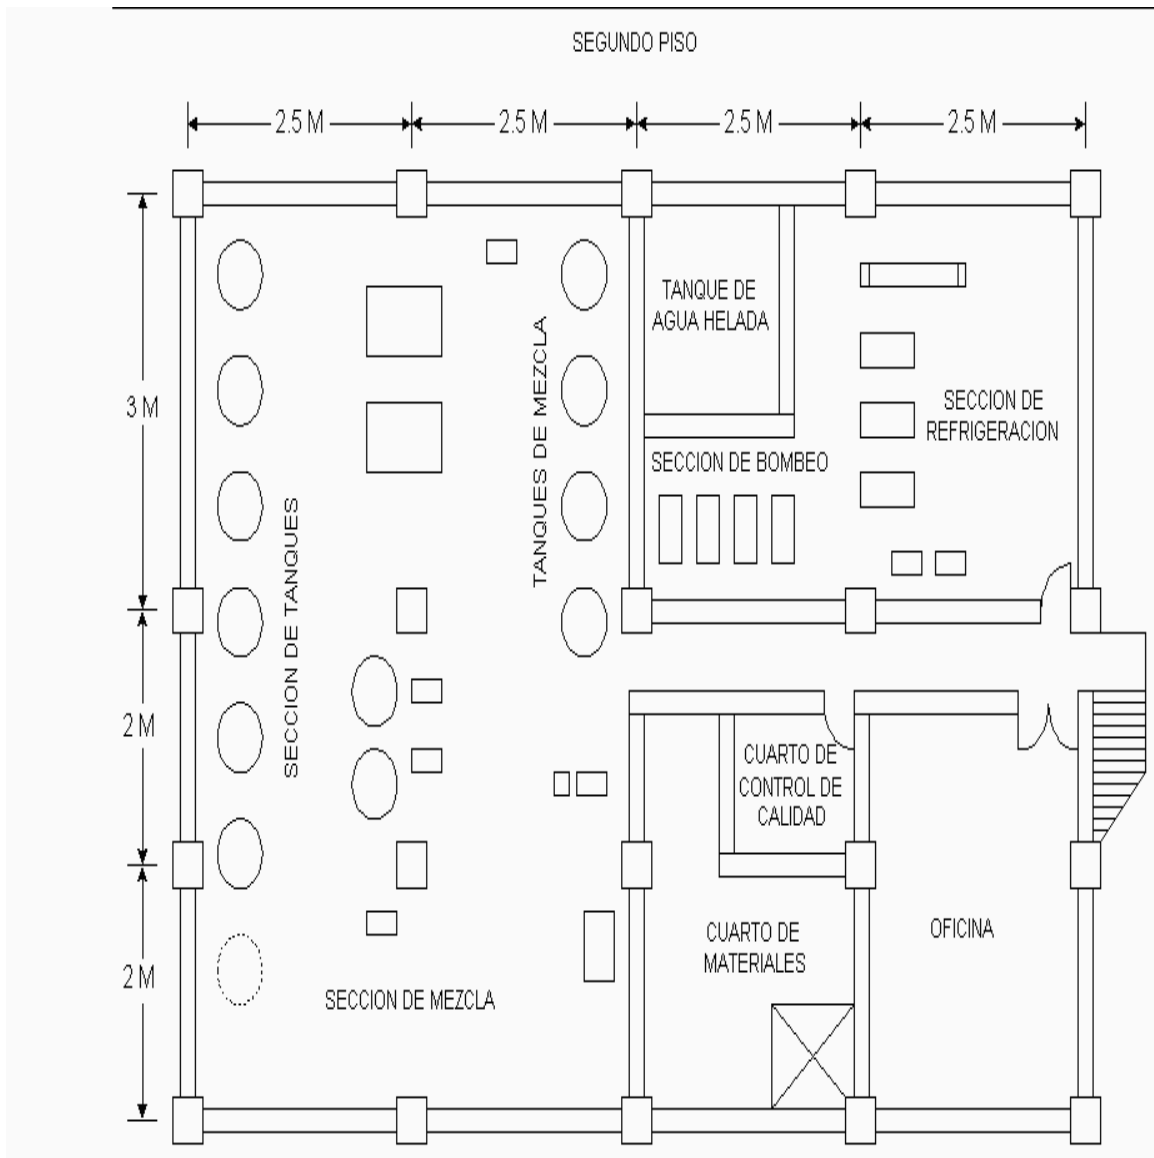 SEGUNDO PISO
2.5 M
2.5 M
2.5 M
2.5 M
3 M
2 M
2 M
SECCION DE TANQUES
TANQUES DE MEZCLA
TANQUE DE
AGUA HELADA
SECCION DE BOMBEO
SECCION DE
REFRIGERACION
CUARTO DE
CONTROL DE
CALIDAD
CUARTO DE
MATERIALES
OFICINA
SECCION DE MEZCLA